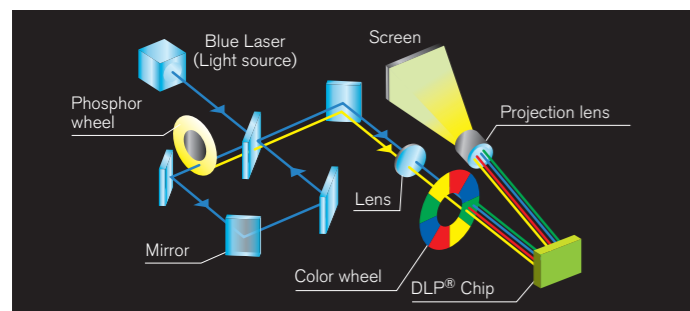 Blue Laser
(Light source)
Screen
Phosphor
wheel
Projection lens
Lens
Mirror
Color wheel
DLP® Chip